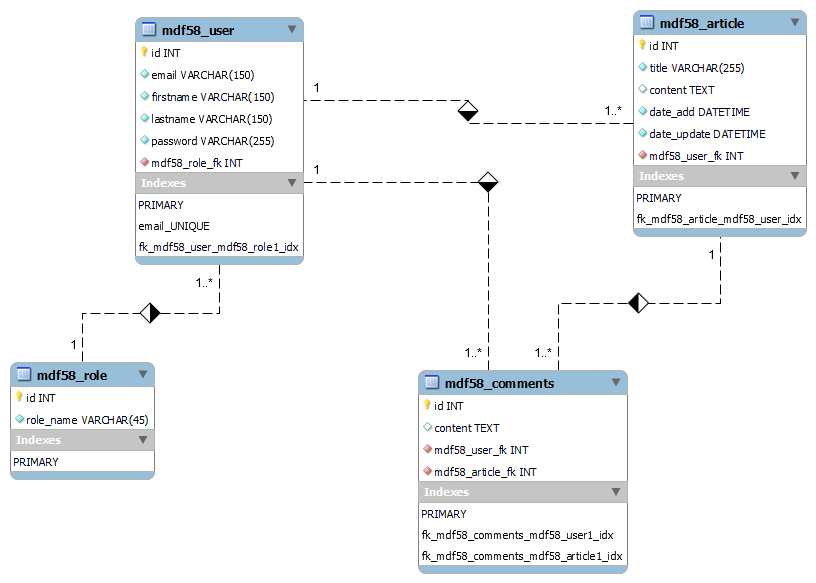 mdf58_user
id INT
email VARCHAR(150)
firstname VARCHAR(150)
lastname VARCHAR(150)
password VARCHAR(255)
mdf58_role_fk INT
Indexes
PRIMARY
email_UNIQUE
fk_mdf58_user_mdf58_role1_idx
mdf58_article
id INT
title VARCHAR(255)
content TEXT
date_add DATETIME
date_update DATETIME
mdf58_user_fk INT
Indexes
PRIMARY
fk_mdf58_article_mdf58_user_idx
1
1..*
1
1..*
1
1..*
1..*
1
mdf58_role
id INT
role_name VARCHAR(45)
Indexes
PRIMARY
mdf58_comments
id INT
content TEXT
mdf58_user_fk INT
mdf58_article_fk INT
Indexes
PRIMARY
fk_mdf58_comments_mdf58_user1_idx
fk_mdf58_comments_mdf58_article1_idx